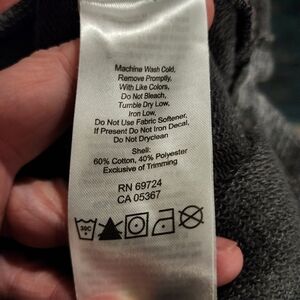 Machine Wash Cold,
Remove Promptly,
With Like Colors,
Do Not Bleach,
Tumble Dry Low,
Iron Low,
Do Not Use Fabric Softener,
If Present Do Not Iron Decal,
Do Not Dryclean
Shell:
60% Cotton, 40% Polyester
Exclusive of Trimming
RN 69724
CA 05367
30C